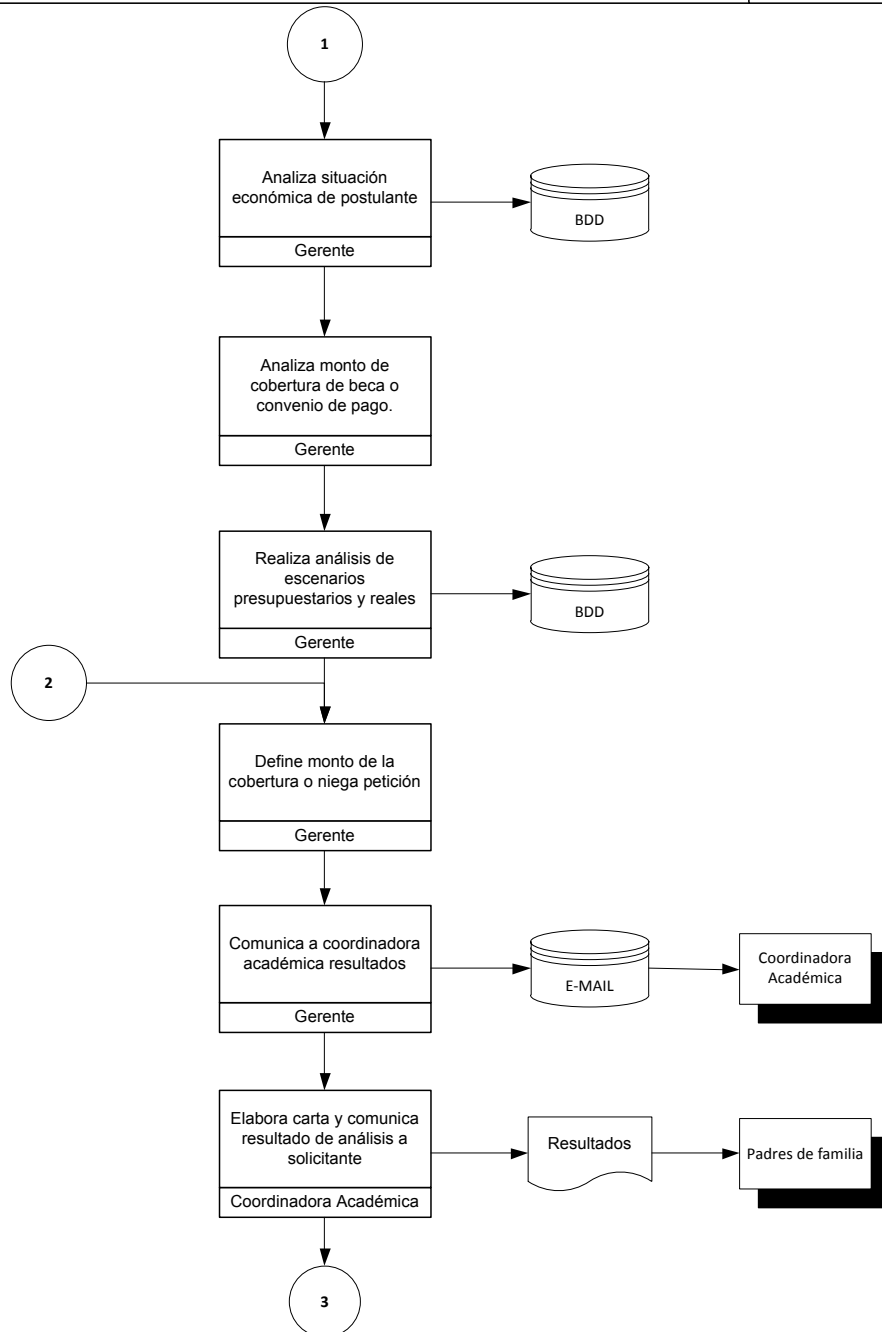 1
Analiza situación
económica de postulante
Gerente
BDD
Analiza monto de
cobertura de beca o
convenio de pago.
Gerente
Realiza análisis de
escenarios
presupuestarios y reales
Gerente
BDD
2
Define monto de la
cobertura o niega petición
Gerente
Comunica a coordinadora
académica resultados
Gerente
E-MAIL
Coordinadora
Académica
Elabora carta y comunica
resultado de análisis a
solicitante
Coordinadora Académica
Resultados
Padres de familia
3